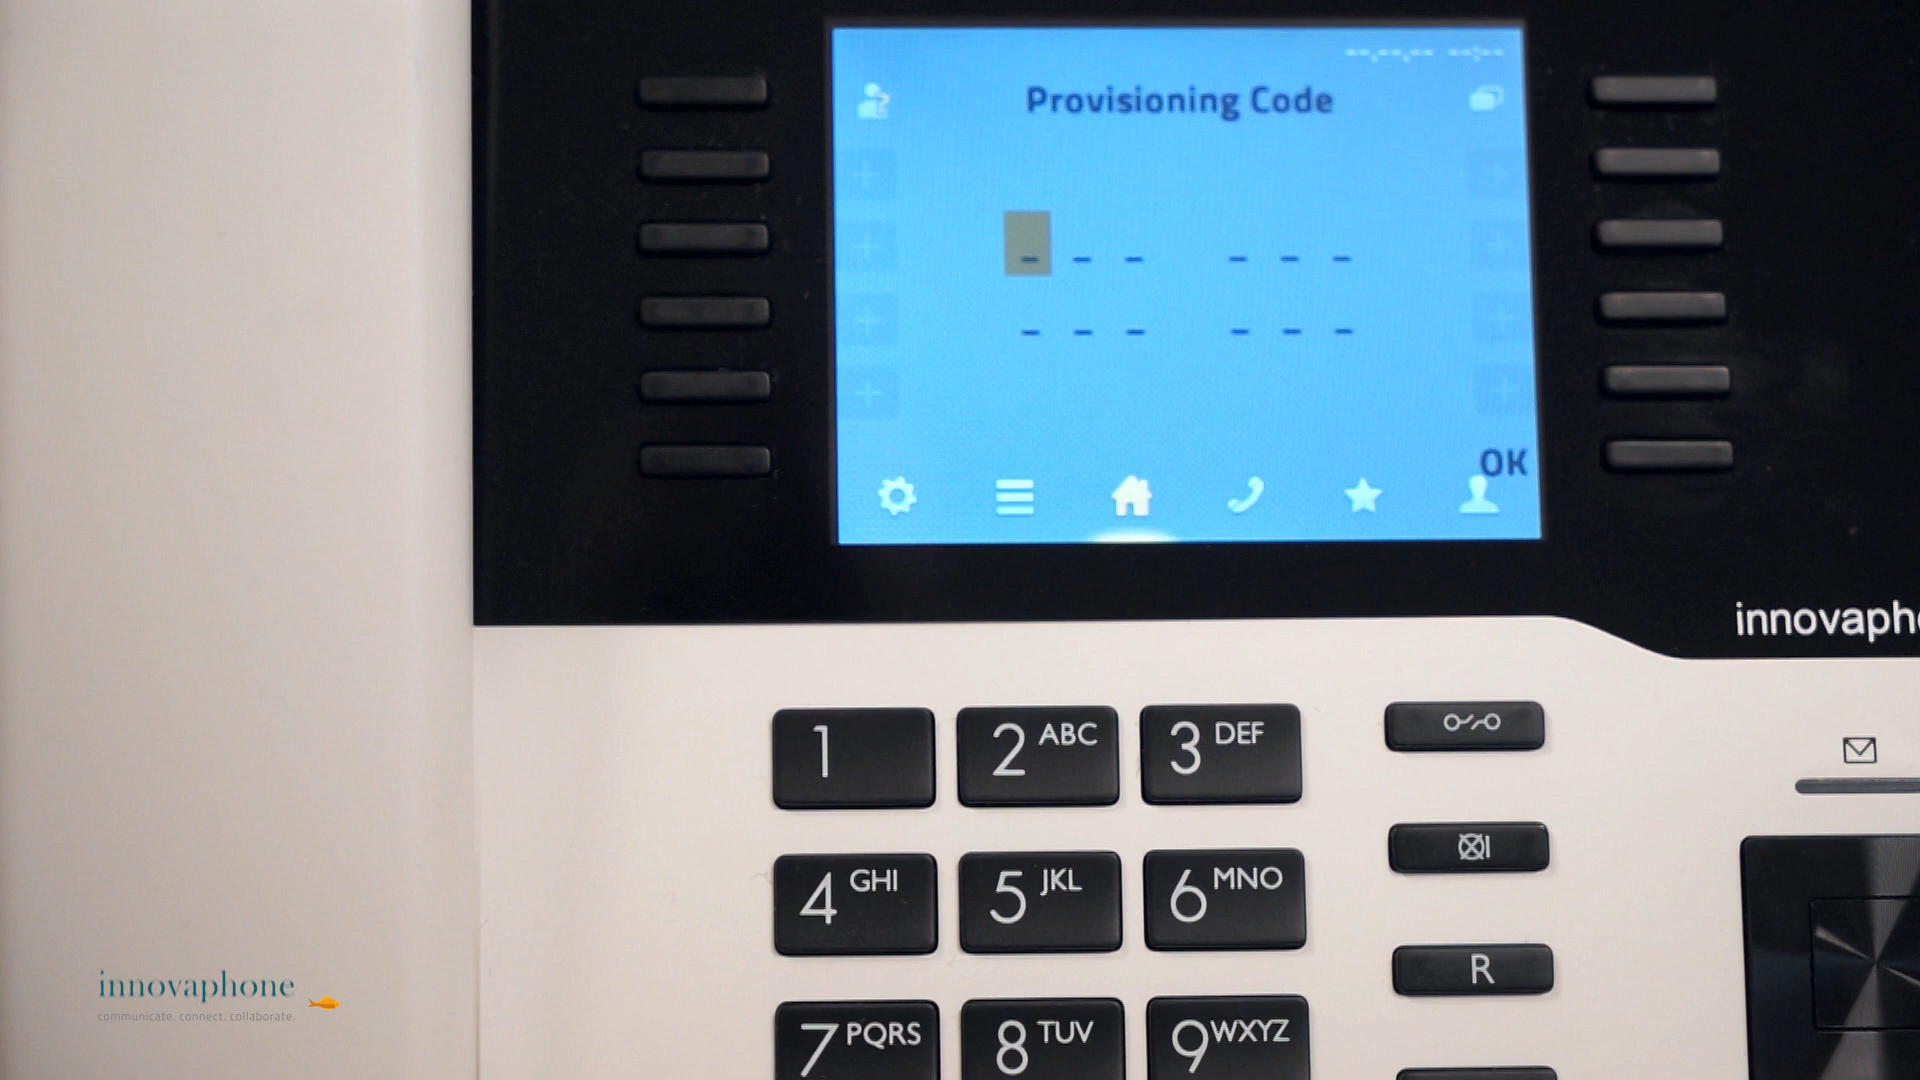 --.--.-- --:--
Provisioning Code
_ _ _ _ _ _
_ _ _ _ _ _
OK
innovaph
1 2 ABC 3 DEF
4 GHI 5 JKL 6 MNO
R
7 PQRS 8 TUV 9 WXYZ
innovaphone
communicate. connect. collaborate.